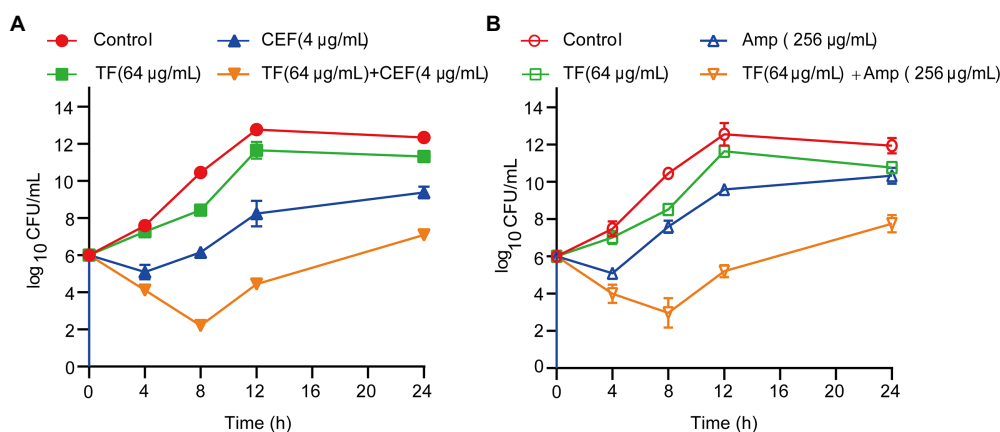 A
Control
CEF(4 µg/mL)
TF(64 µg/mL)
TF(64 µg/mL)+CEF(4 µg/mL)
log10 CFU/mL
14
12
10
8
6
4
2
0
0 4 8 12 16 20 24
Time (h)
B
Control
Amp ( 256 µg/mL)
TF(64 µg/mL)
TF(64 µg/mL) + Amp ( 256 µg/mL)
log10 CFU/mL
14
12
10
8
6
4
2
0
0 4 8 12 16 20 24
Time (h)